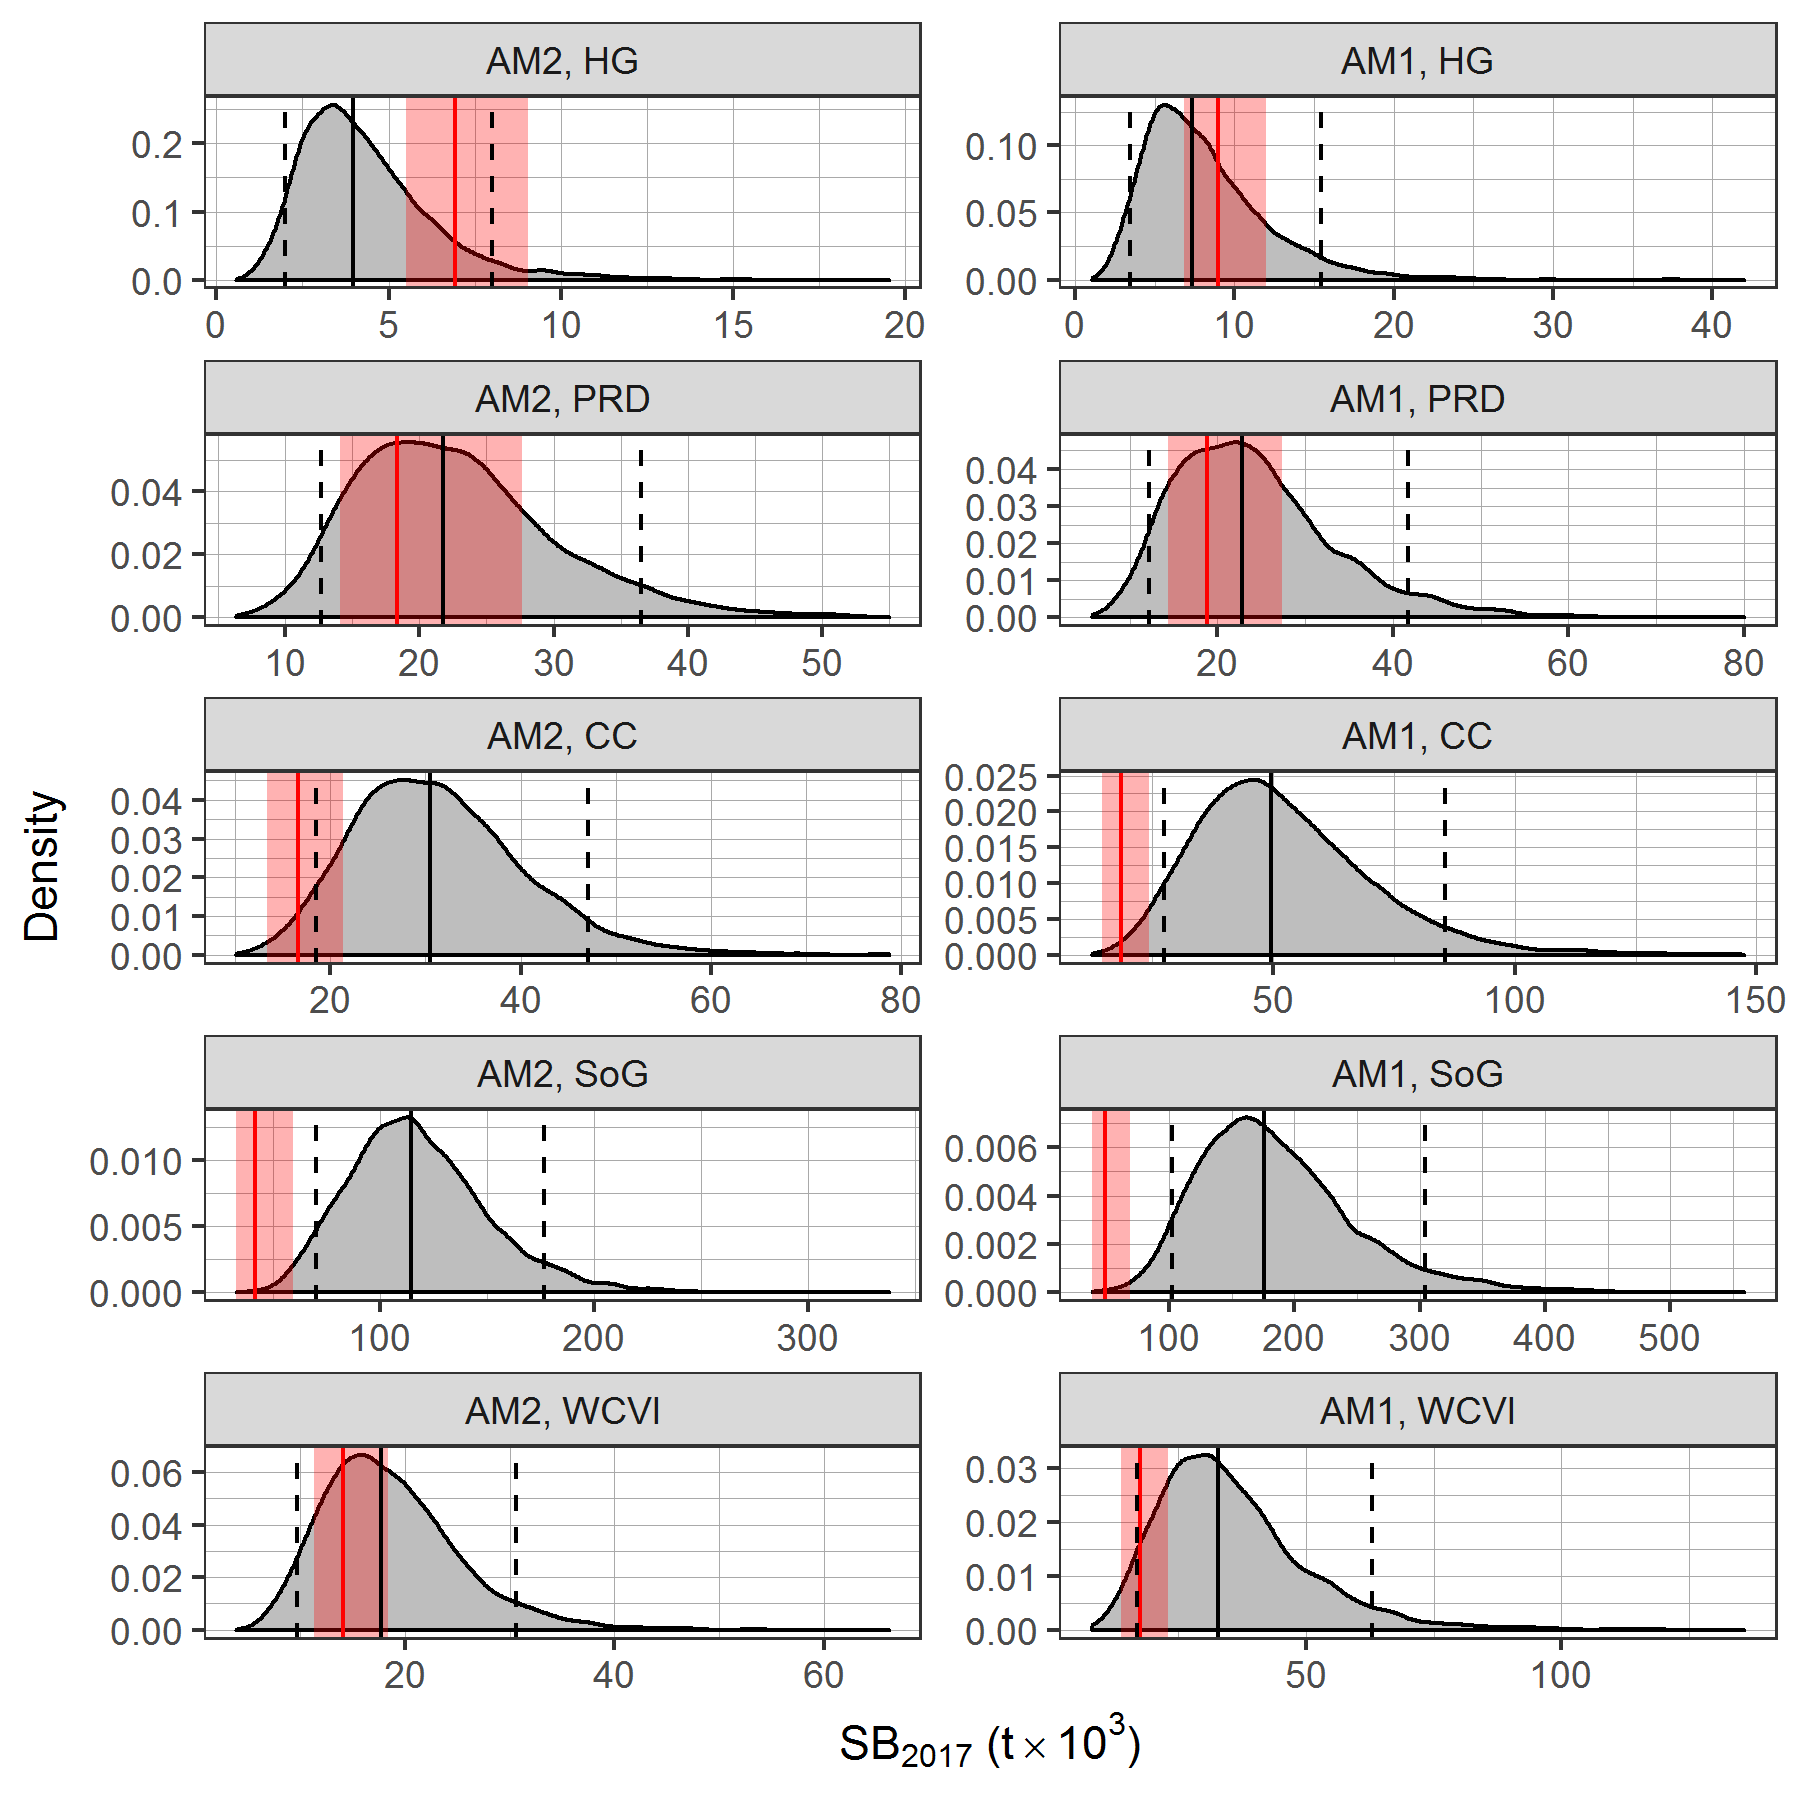 AM2, HG
AM1, HG
0.2
0.1
0.0
0 5 10 15 20
0.10
0.05
0.00
0 10 20 30 40
AM2, PRD
AM1, PRD
0.04
0.02
0.00
10 20 30 40 50
0.04
0.03
0.02
0.01
0.00
20 40 60 80
AM2, CC
AM1, CC
0.04
0.03
0.02
0.01
0.00
20 40 60 80
0.025
0.020
0.015
0.010
0.005
0.000
50 100 150
AM2, SoG
AM1, SoG
0.010
0.005
0.000
100 200 300
0.006
0.004
0.002
0.000
100 200 300 400 500
AM2, WCVI
AM1, WCVI
0.06
0.04
0.02
0.00
20 40 60
0.03
0.02
0.01
0.00
50 100
Density
SB₂₀₁₇ (t × 10³)